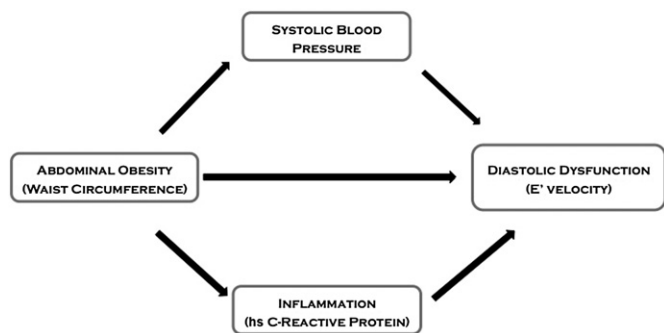 Systolic Blood
Pressure
Abdominal Obesity
(Waist Circumference)
Diastolic Dysfunction
(E' velocity)
Inflammation
(hs C-Reactive Protein)